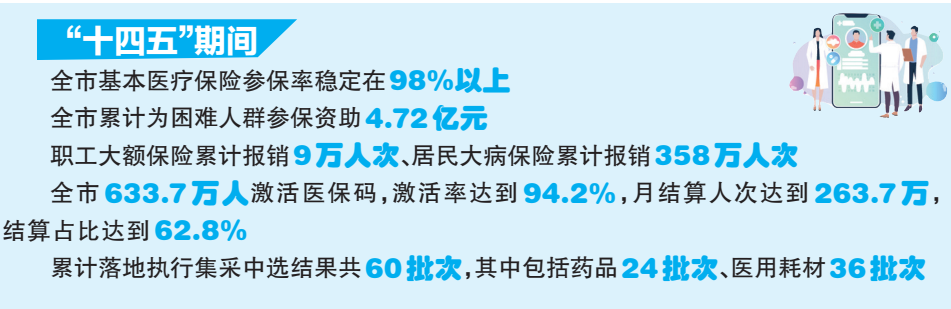 “十四五”期间
全市基本医疗保险参保率稳定在98%以上
全市累计为困难人群参保资助4.72亿元
职工大额保险累计报销9万人次、居民大病保险累计报销358万人次
全市633.7万人激活医保码,激活率达到94.2%,月结算人次达到263.7万,
结算占比达到62.8%
累计落地执行集采中选结果共60批次,其中包括药品24批次、医用耗材36批次